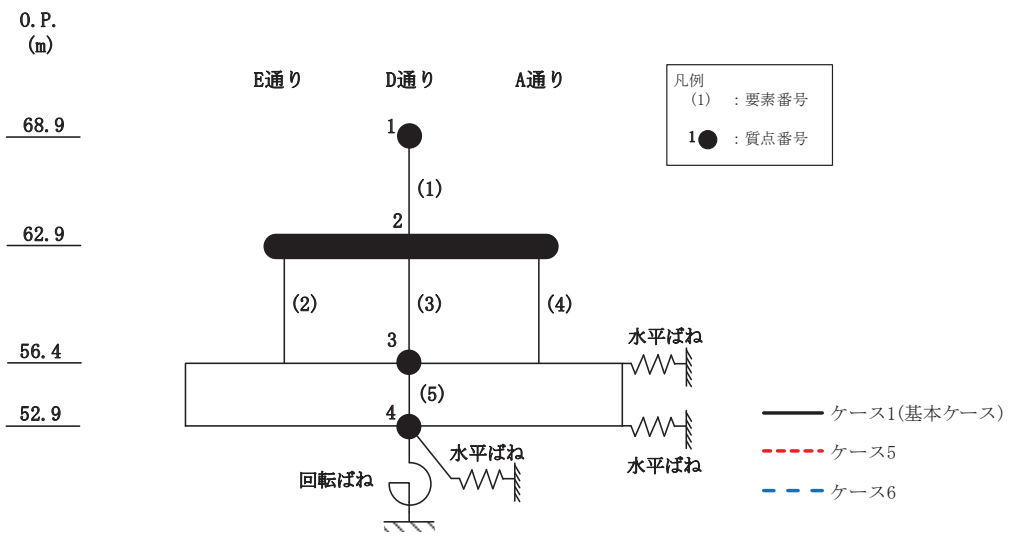 O.P.
(m)
E通り
D通り
A通り
凡例
(1) : 要素番号
1 : 質点番号
68.9
1
(1)
2
62.9
(2)
(3)
(4)
3
水平ばね
56.4
(5)
52.9
4
水平ばね
水平ばね
回転ばね
ケース1(基本ケース)
ケース5
ケース6